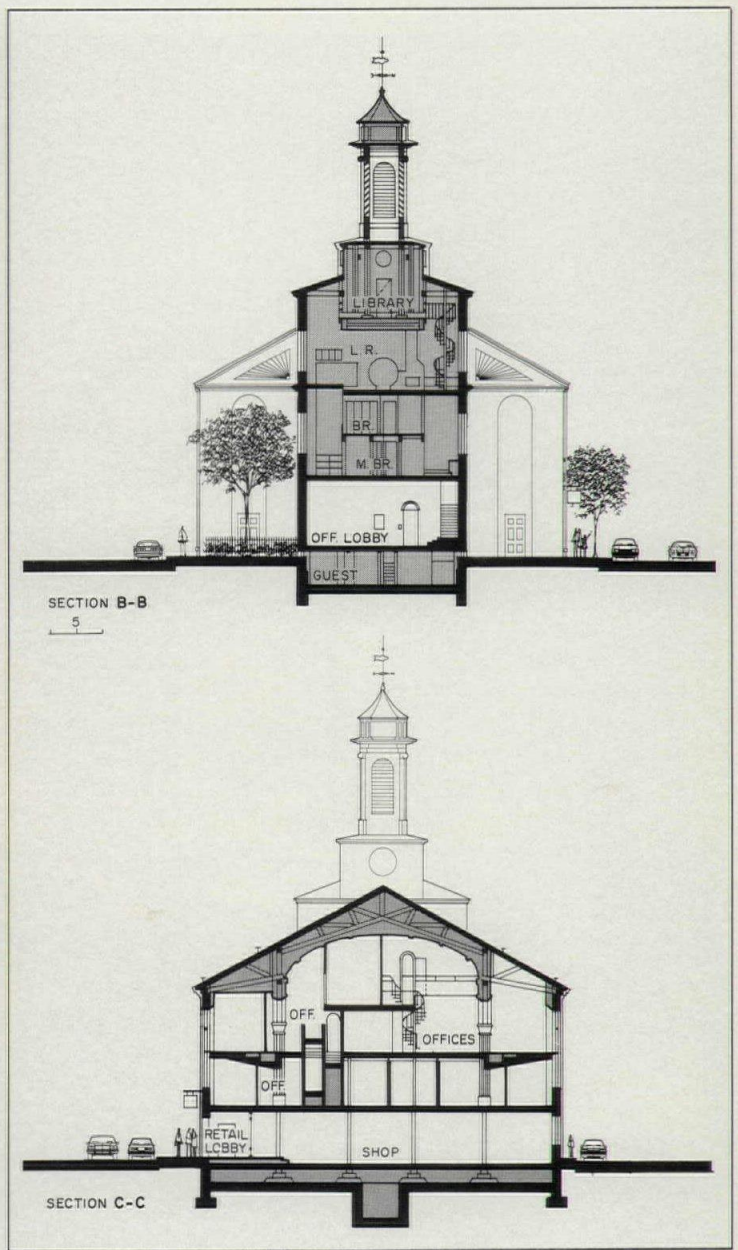 LIBRARY
L.R.
BR.
M. BR.
OFF. LOBBY
GUEST
SECTION B-B
5
OFF.
OFFICES
OFF.
RETAIL
LOBBY
SHOP
SECTION C-C